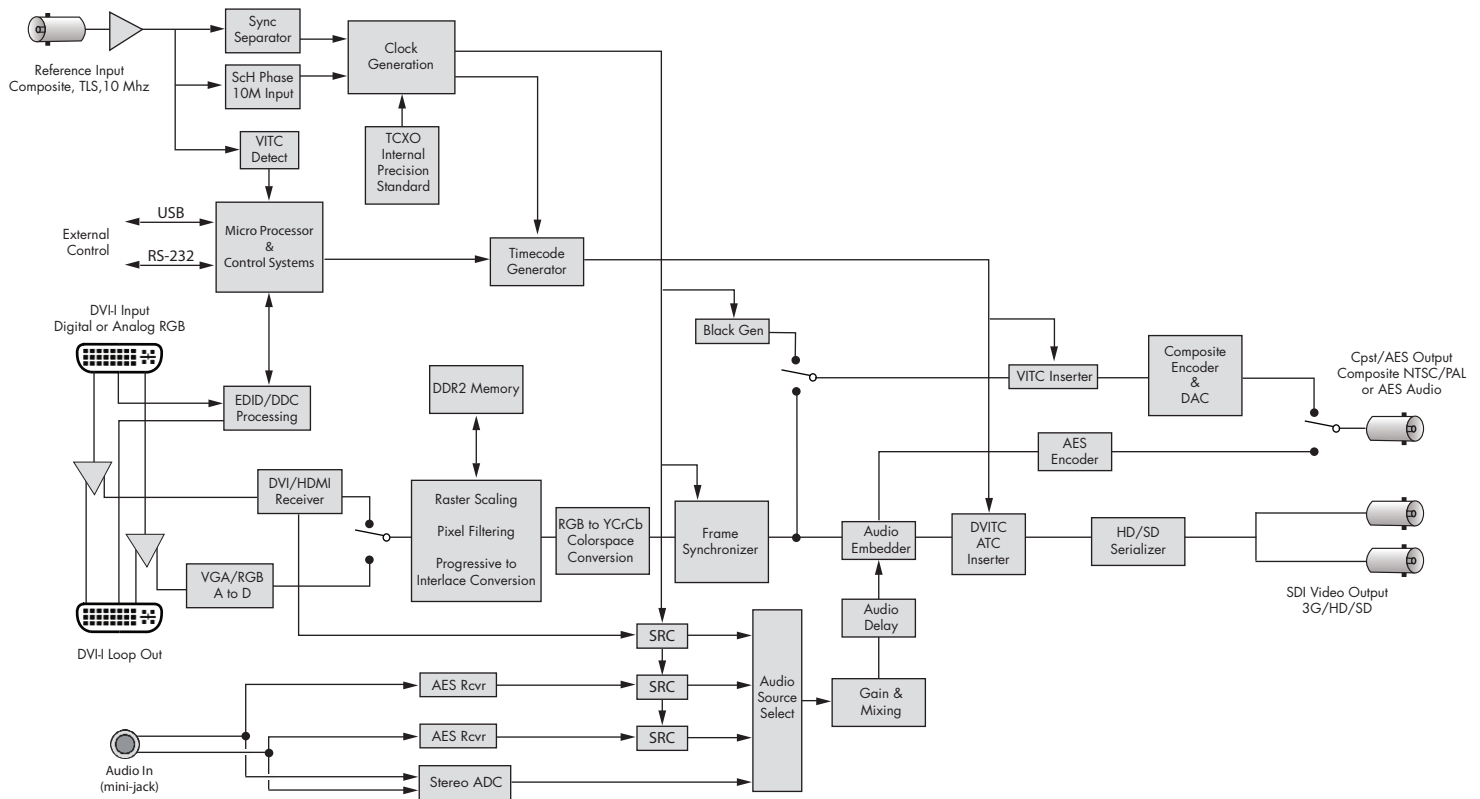 Reference Input
Composite, TLS,10 Mhz
Sync
Separator
ScH Phase
10M Input
Clock
Generation
VITC
Detect
TCXO
Internal
Precision
Standard
External
Control
USB
RS-232
Micro Processor
&
Control Systems
Timecode
Generator
DVI-I Input
Digital or Analog RGB
EDID/DDC
Processing
DDR2 Memory
Black Gen
VITC Inserter
Composite
Encoder
&
DAC
Cpst/AES Output
Composite NTSC/PAL
or AES Audio
AES
Encoder
DVI/HDMI
Receiver
VGA/RGB
A to D
Raster Scaling
Pixel Filtering
Progressive to
Interlace Conversion
RGB to YCrCb
Colorspace
Conversion
Frame
Synchronizer
Audio
Embedder
DVITC
ATC
Inserter
HD/SD
Serializer
SDI Video Output
3G/HD/SD
DVI-I Loop Out
Audio
Delay
SRC
AES Rcvr
SRC
AES Rcvr
SRC
Stereo ADC
Audio
Source
Select
Gain &
Mixing
Audio In
(mini-jack)